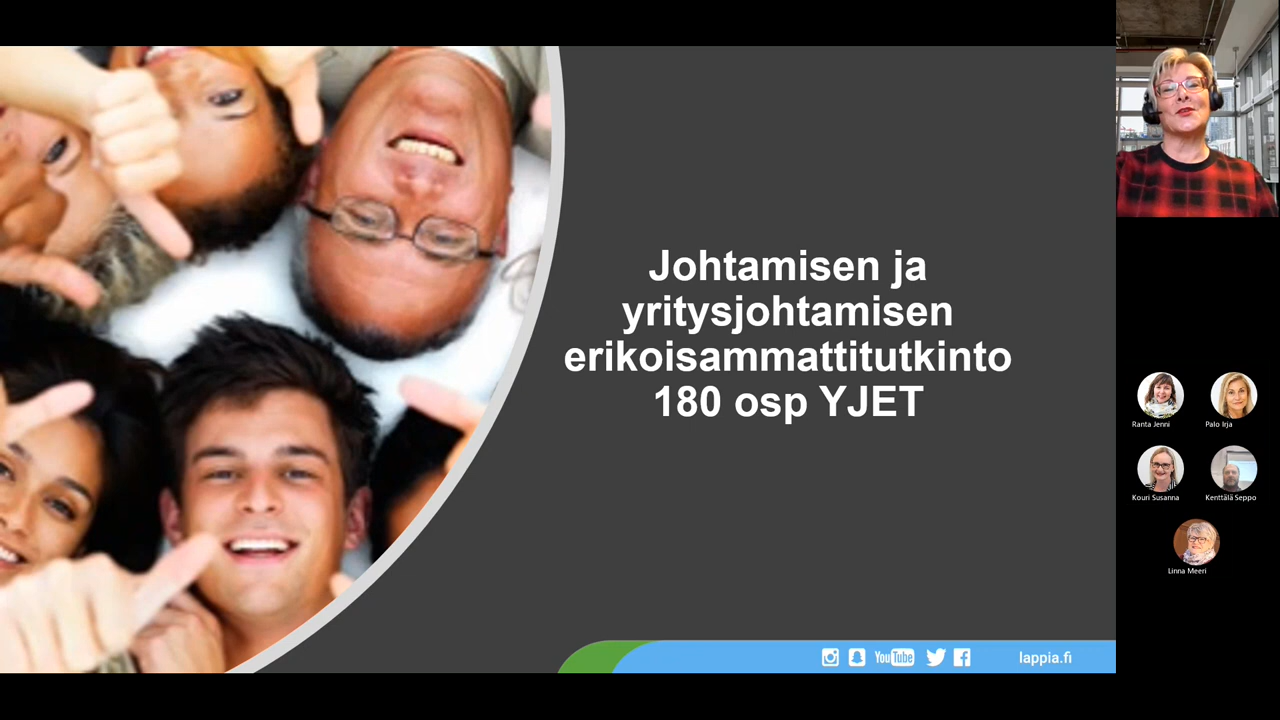 Johtamisen ja
yritysjohtamisen
erikoisammattitutkinto
180 osp YJET
YouTube
lappia.fi
Ranta Jenni
Palo Irja
Kouri Susanna
Kenttälä Seppo
Linna Meeri